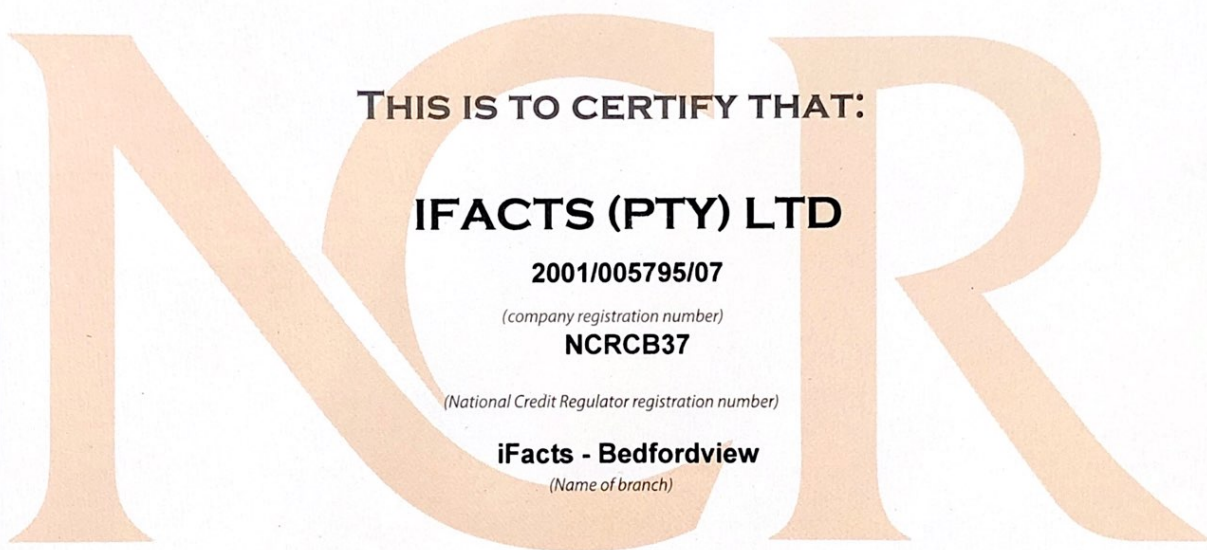 NCR
THIS IS TO CERTIFY THAT:
IFACTS (PTY) LTD
2001/005795/07
(company registration number)
NCRCB37
(National Credit Regulator registration number)
iFacts - Bedfordview
(Name of branch)